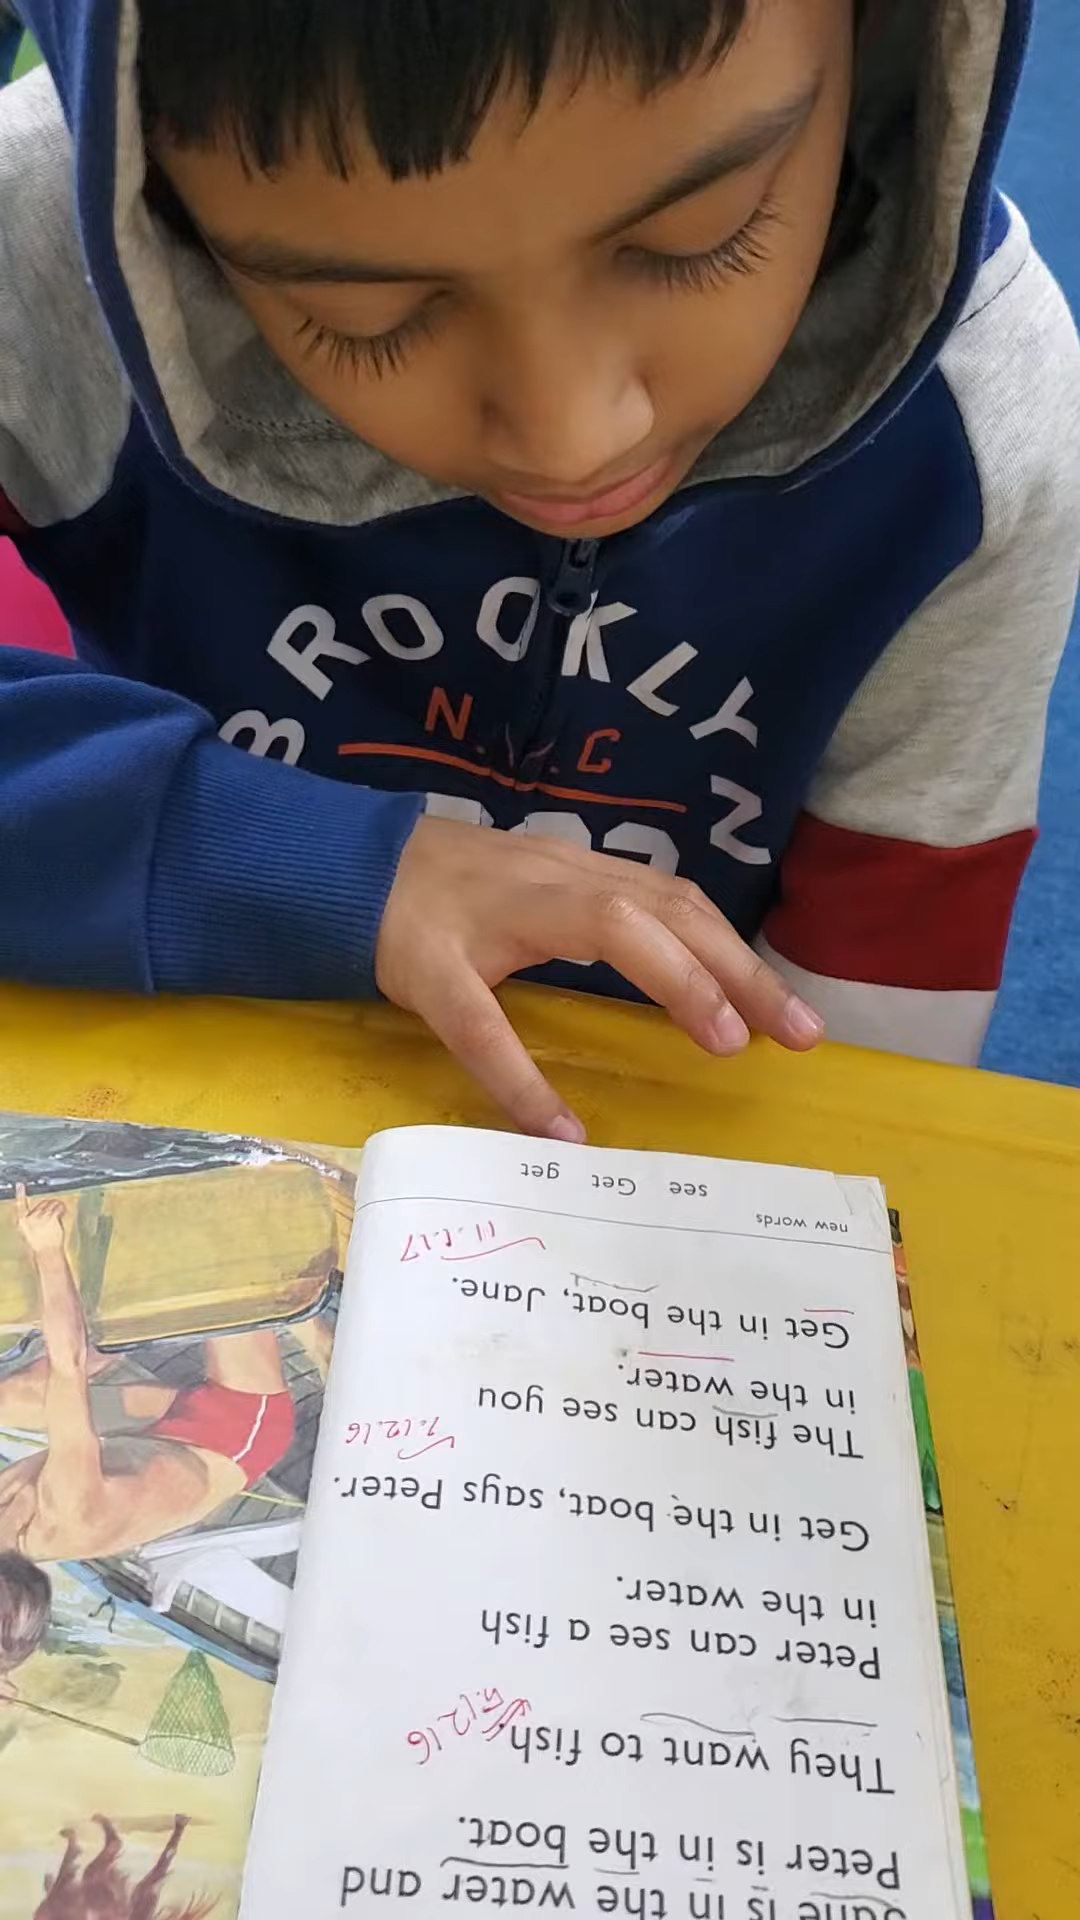 BROOKLYN
N.Y.C
Jane is in the water and
Peter is in the boat.
They want to fish.
5.12.16
Peter can see a fish
in the water.
Get in the boat, says Peter.
7.12.16
The fish can see you
in the water.
Get in the boat, Jane.
11.1.17
new words
see Get get